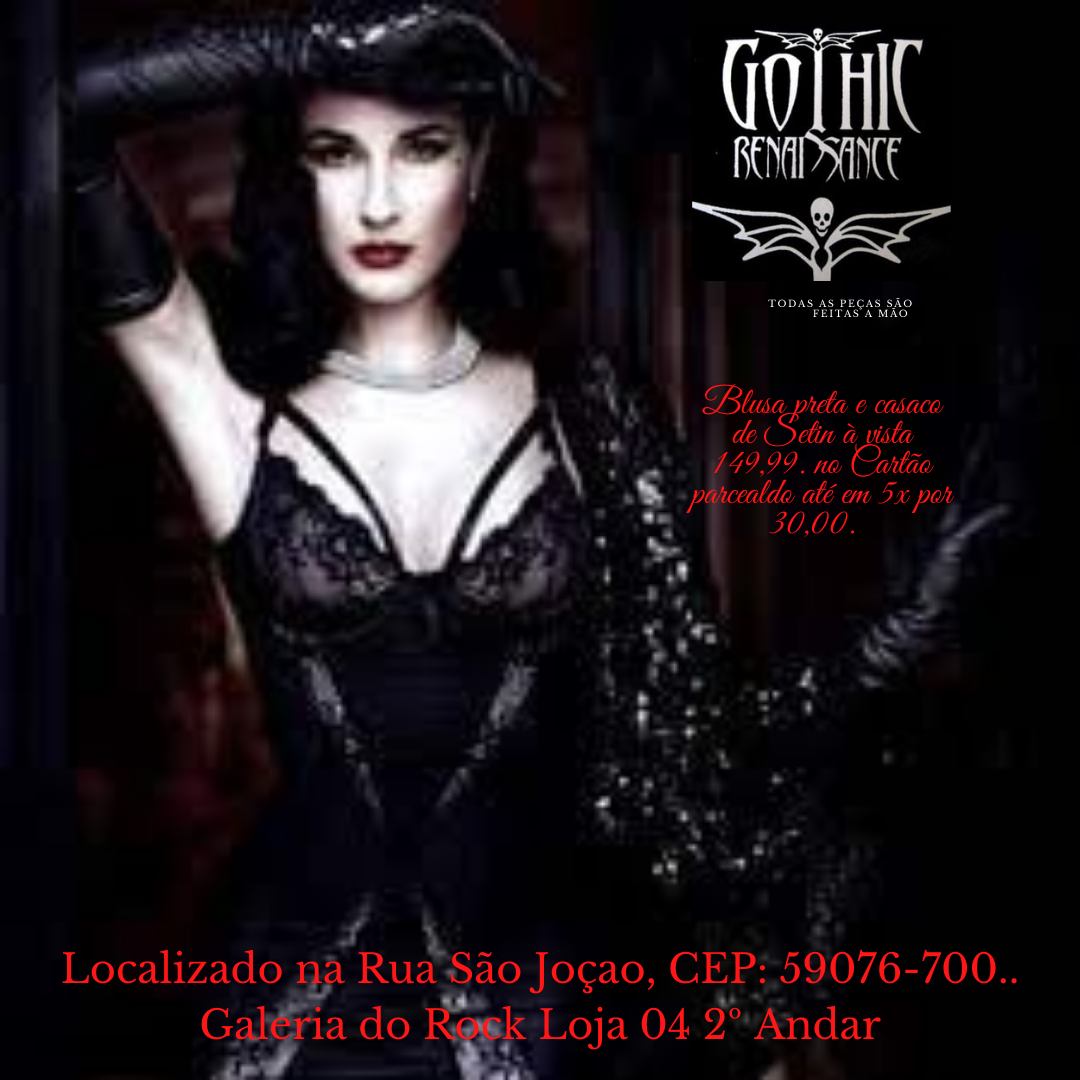 GOTHIC
RENAISSANCE
TODAS AS PEÇAS SÃO
FEITAS A MÃO
Blusa preta e casaco
de Setin à vista
149,99. no Cartão
parcealdo até em 5x por
30,00.
Localizado na Rua São Joçao, CEP: 59076-700..
Galeria do Rock Loja 04 2º Andar